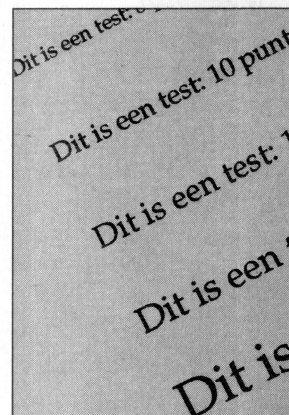 Dit is een test:
Dit is een test: 10 punt
Dit is een test:
Dit is een
Dit is